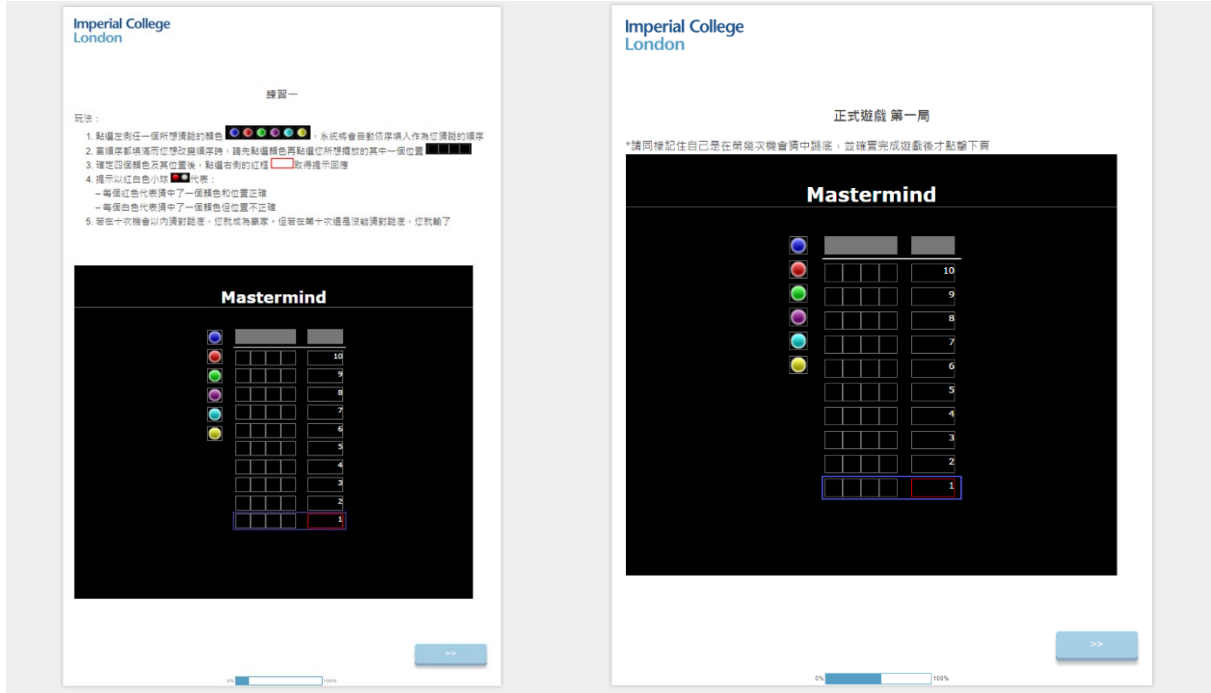 Imperial College
London
練習一
玩法：
1. 點選左側任一個所想猜謎的顏色 ，系統將會自動依序填入作為您猜謎的順序
2. 當順序都填滿而您想改變順序時，請先點選顏色再點選您所想擺放的其中一個位置
3. 確定四個顏色及其位置後，點選右側的紅框 取得提示回應
4. 提示以紅白色小球 代表：
– 每個紅色代表猜中了一個顏色和位置正確
– 每個白色代表猜中了一個顏色但位置不正確
5. 若在十次機會以內猜對謎底，您就成為贏家。但若在第十次還是沒能猜對謎底，您就輸了
Mastermind
10
9
8
7
6
5
4
3
2
1
>>
0% 100%
Imperial College
London
正式遊戲 第一局
*請同樣記住自己是在第幾次機會猜中謎底，並確實完成遊戲後才點擊下頁
Mastermind
10
9
8
7
6
5
4
3
2
1
>>
0% 100%